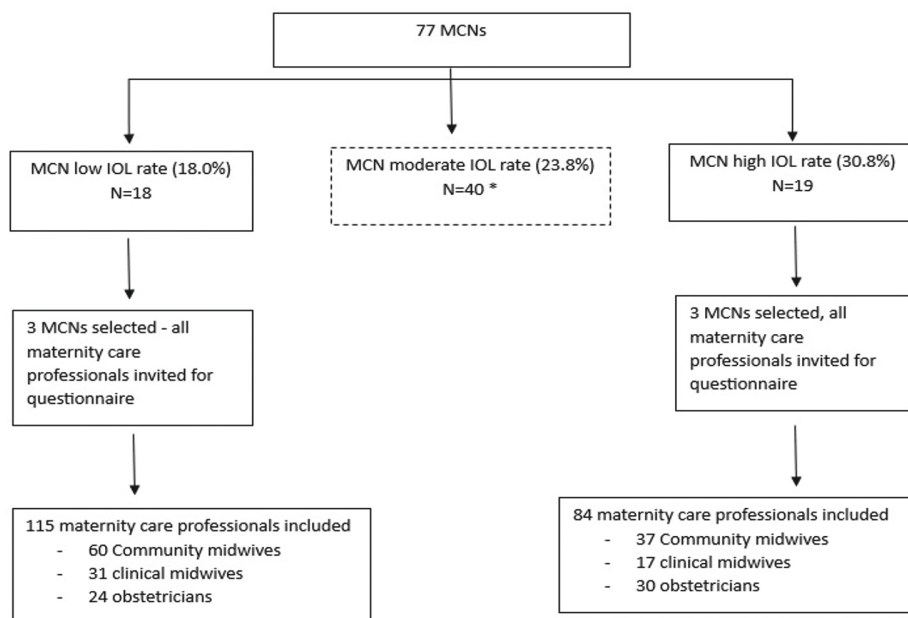 77 MCNs
MCN low IOL rate (18.0%)
N=18
MCN moderate IOL rate (23.8%)
N=40 *
MCN high IOL rate (30.8%)
N=19
3 MCNs selected - all
maternity care
professionals invited for
questionnaire
3 MCNs selected, all
maternity care
professionals invited for
questionnaire
115 maternity care professionals included
- 60 Community midwives
- 31 clinical midwives
- 24 obstetricians
84 maternity care professionals included
- 37 Community midwives
- 17 clinical midwives
- 30 obstetricians